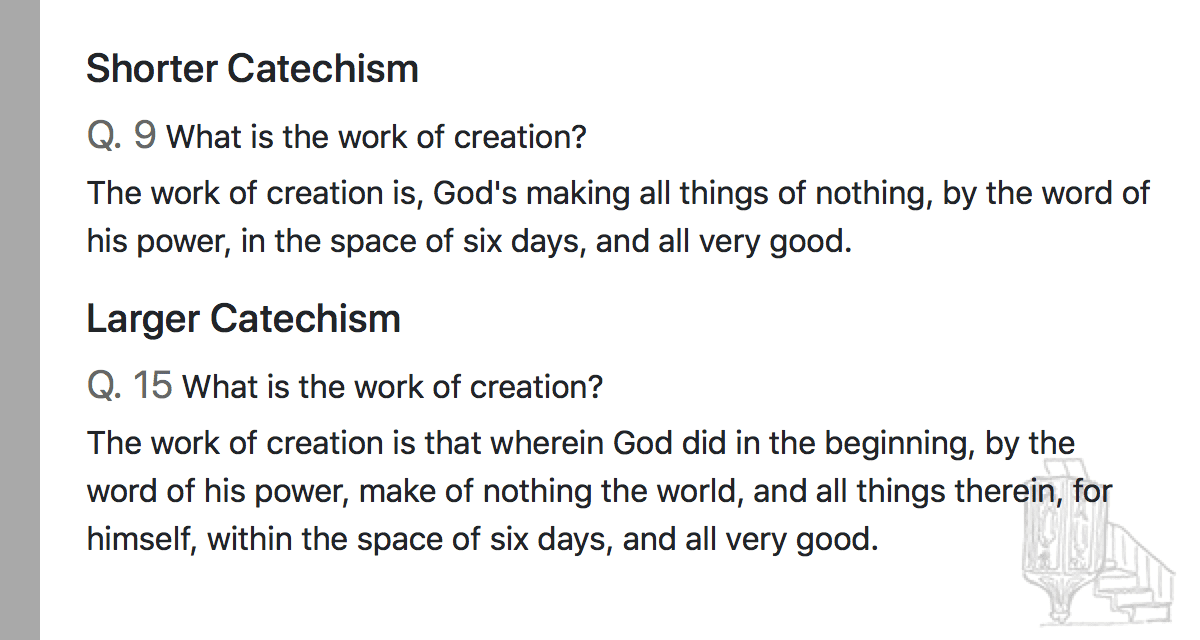 Shorter Catechism
Q. 9 What is the work of creation?
The work of creation is, God's making all things of nothing, by the word of
his power, in the space of six days, and all very good.
Larger Catechism
Q. 15 What is the work of creation?
The work of creation is that wherein God did in the beginning, by the
word of his power, make of nothing the world, and all things therein, for
himself, within the space of six days, and all very good.